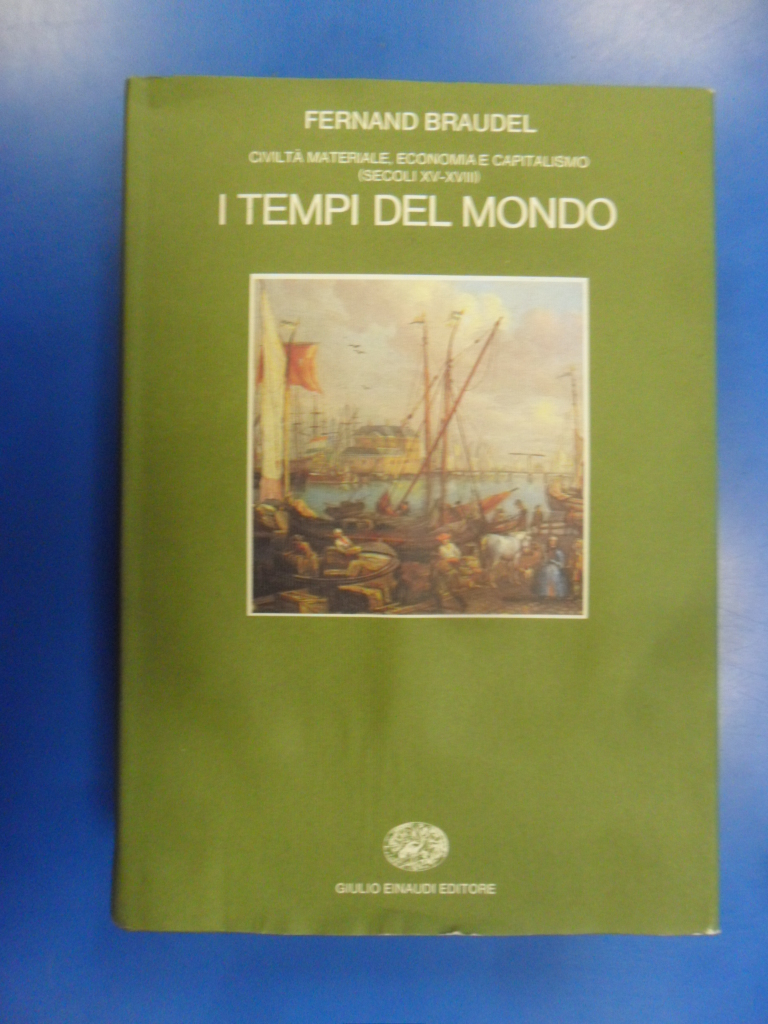 FERNAND BRAUDEL
CIVILTÀ MATERIALE, ECONOMIA E CAPITALISMO
(SECOLI XV-XVIII)
I TEMPI DEL MONDO
GIULIO EINAUDI EDITORE